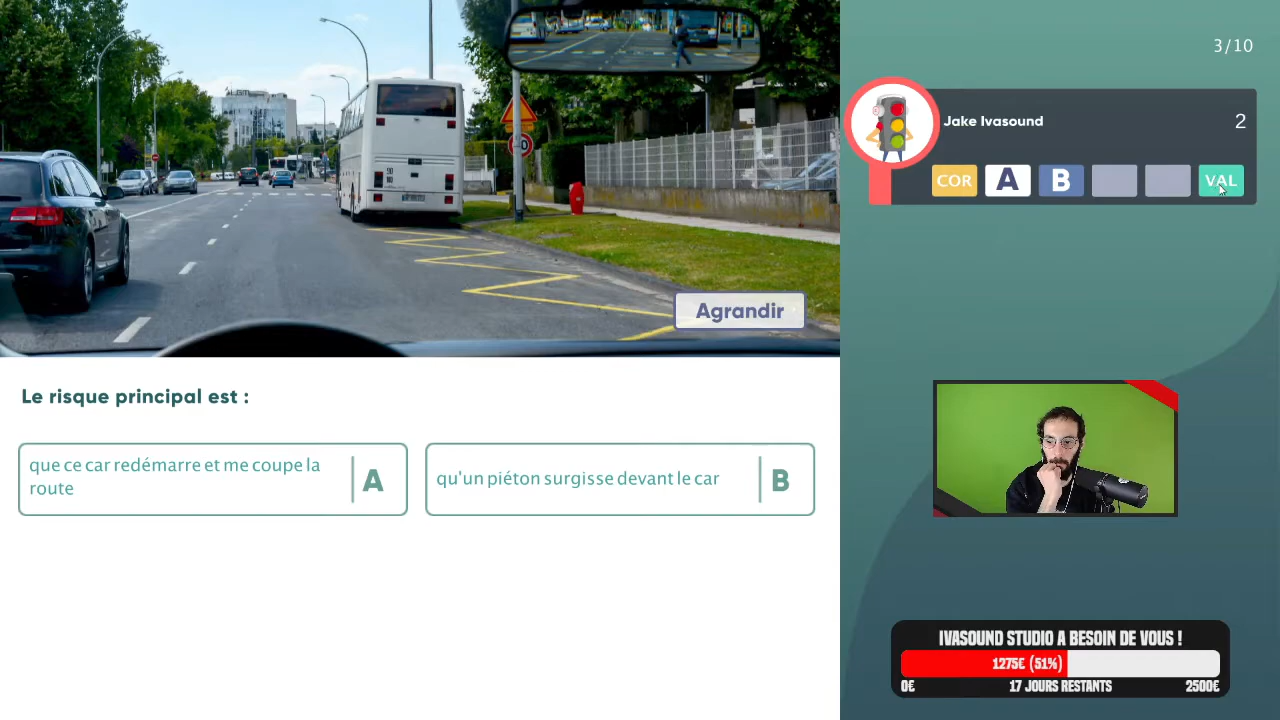 3/10
Jake Ivasound
2
COR
A
B
VAL
Agrandir
Le risque principal est :
que ce car redémarre et me coupe la
route
A
qu'un piéton surgisse devant le car
B
IVASOUND STUDIO A BESOIN DE VOUS !
1275€ (51%)
0€
17 JOURS RESTANTS
2500€